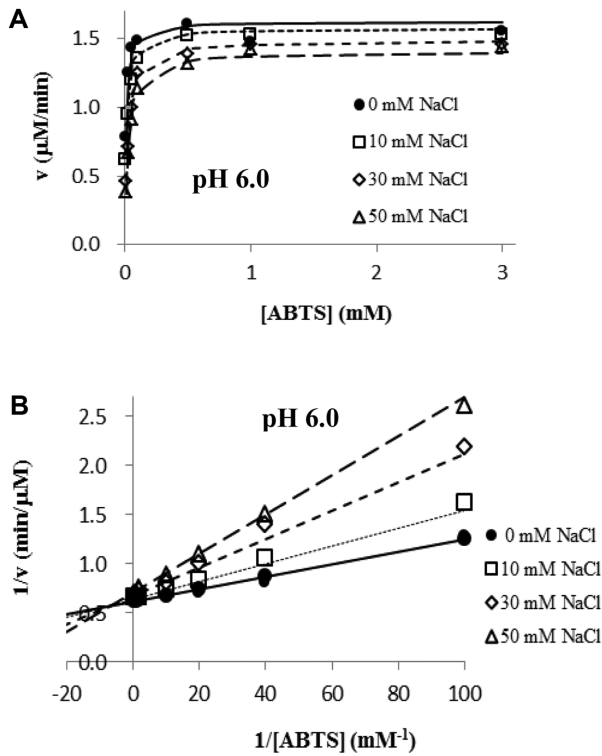 A
1.5
1.0
0.5
0.0
v (µM/min)
pH 6.0
0 mM NaCl
10 mM NaCl
30 mM NaCl
50 mM NaCl
0
1
2
3
[ABTS] (mM)
B
pH 6.0
2.5
2.0
1.5
1.0
0.5
0.0
1/v (min/µM)
0 mM NaCl
10 mM NaCl
30 mM NaCl
50 mM NaCl
-20
0
20
40
60
80
100
1/[ABTS] (mM-1)